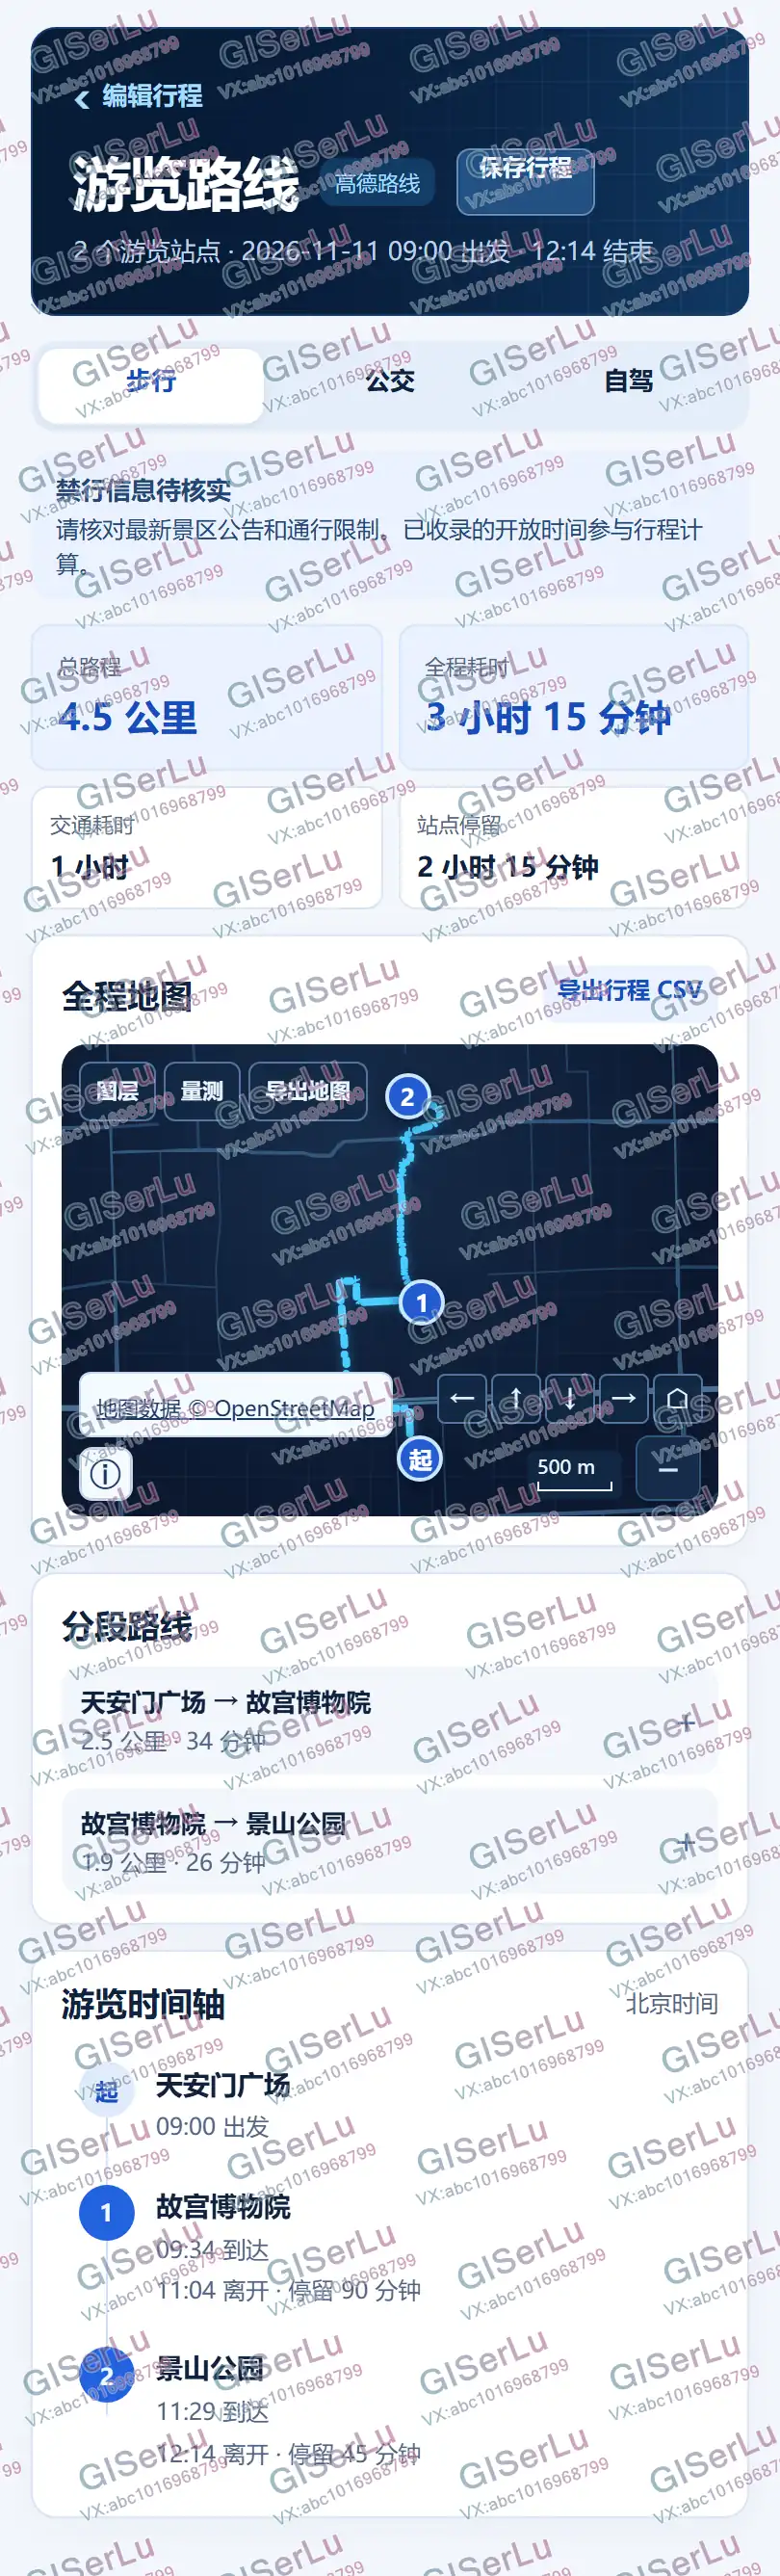 编辑行程
游览路线
高德路线
保存行程
2 个游览站点 · 2026-11-11 09:00 出发 · 12:14 结束
步行
公交
自驾
禁行信息待核实
请核对最新景区公告和通行限制。已收录的开放时间参与行程计
算。
总路程
全程耗时
4.5 公里
3 小时 15 分钟
交通耗时
站点停留
1 小时
2 小时 15 分钟
全程地图
导出行程 CSV
图层
量测
导出地图
2
1
地图数据 © OpenStreetMap
起
500 m
分段路线
天安门广场 → 故宫博物院
2.5 公里 · 34 分钟
故宫博物院 → 景山公园
1.9 公里 · 26 分钟
游览时间轴
北京时间
起
天安门广场
09:00 出发
1
故宫博物院
09:34 到达
11:04 离开 · 停留 90 分钟
2
景山公园
11:29 到达
12:14 离开 · 停留 45 分钟
GISerLu
VX:abc1016968799